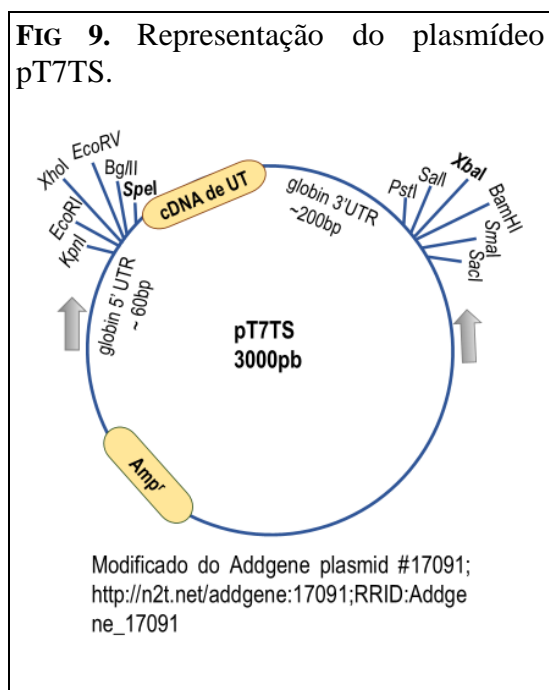 FIG 9. Representação do plasmídeo
pT7TS.
XhoI
EcoRV
BglII
SpeI
EcoRI
KpnI
cDNA de UT
globin 3'UTR
~200bp
PstI
SalI
XbaI
BamHI
SmaI
SacI
globin 5' UTR
~ 60bp
pT7TS
3000pb
Ampʳ
Modificado do Addgene plasmid #17091;
http://n2t.net/addgene:17091;RRID:Addge
ne_17091